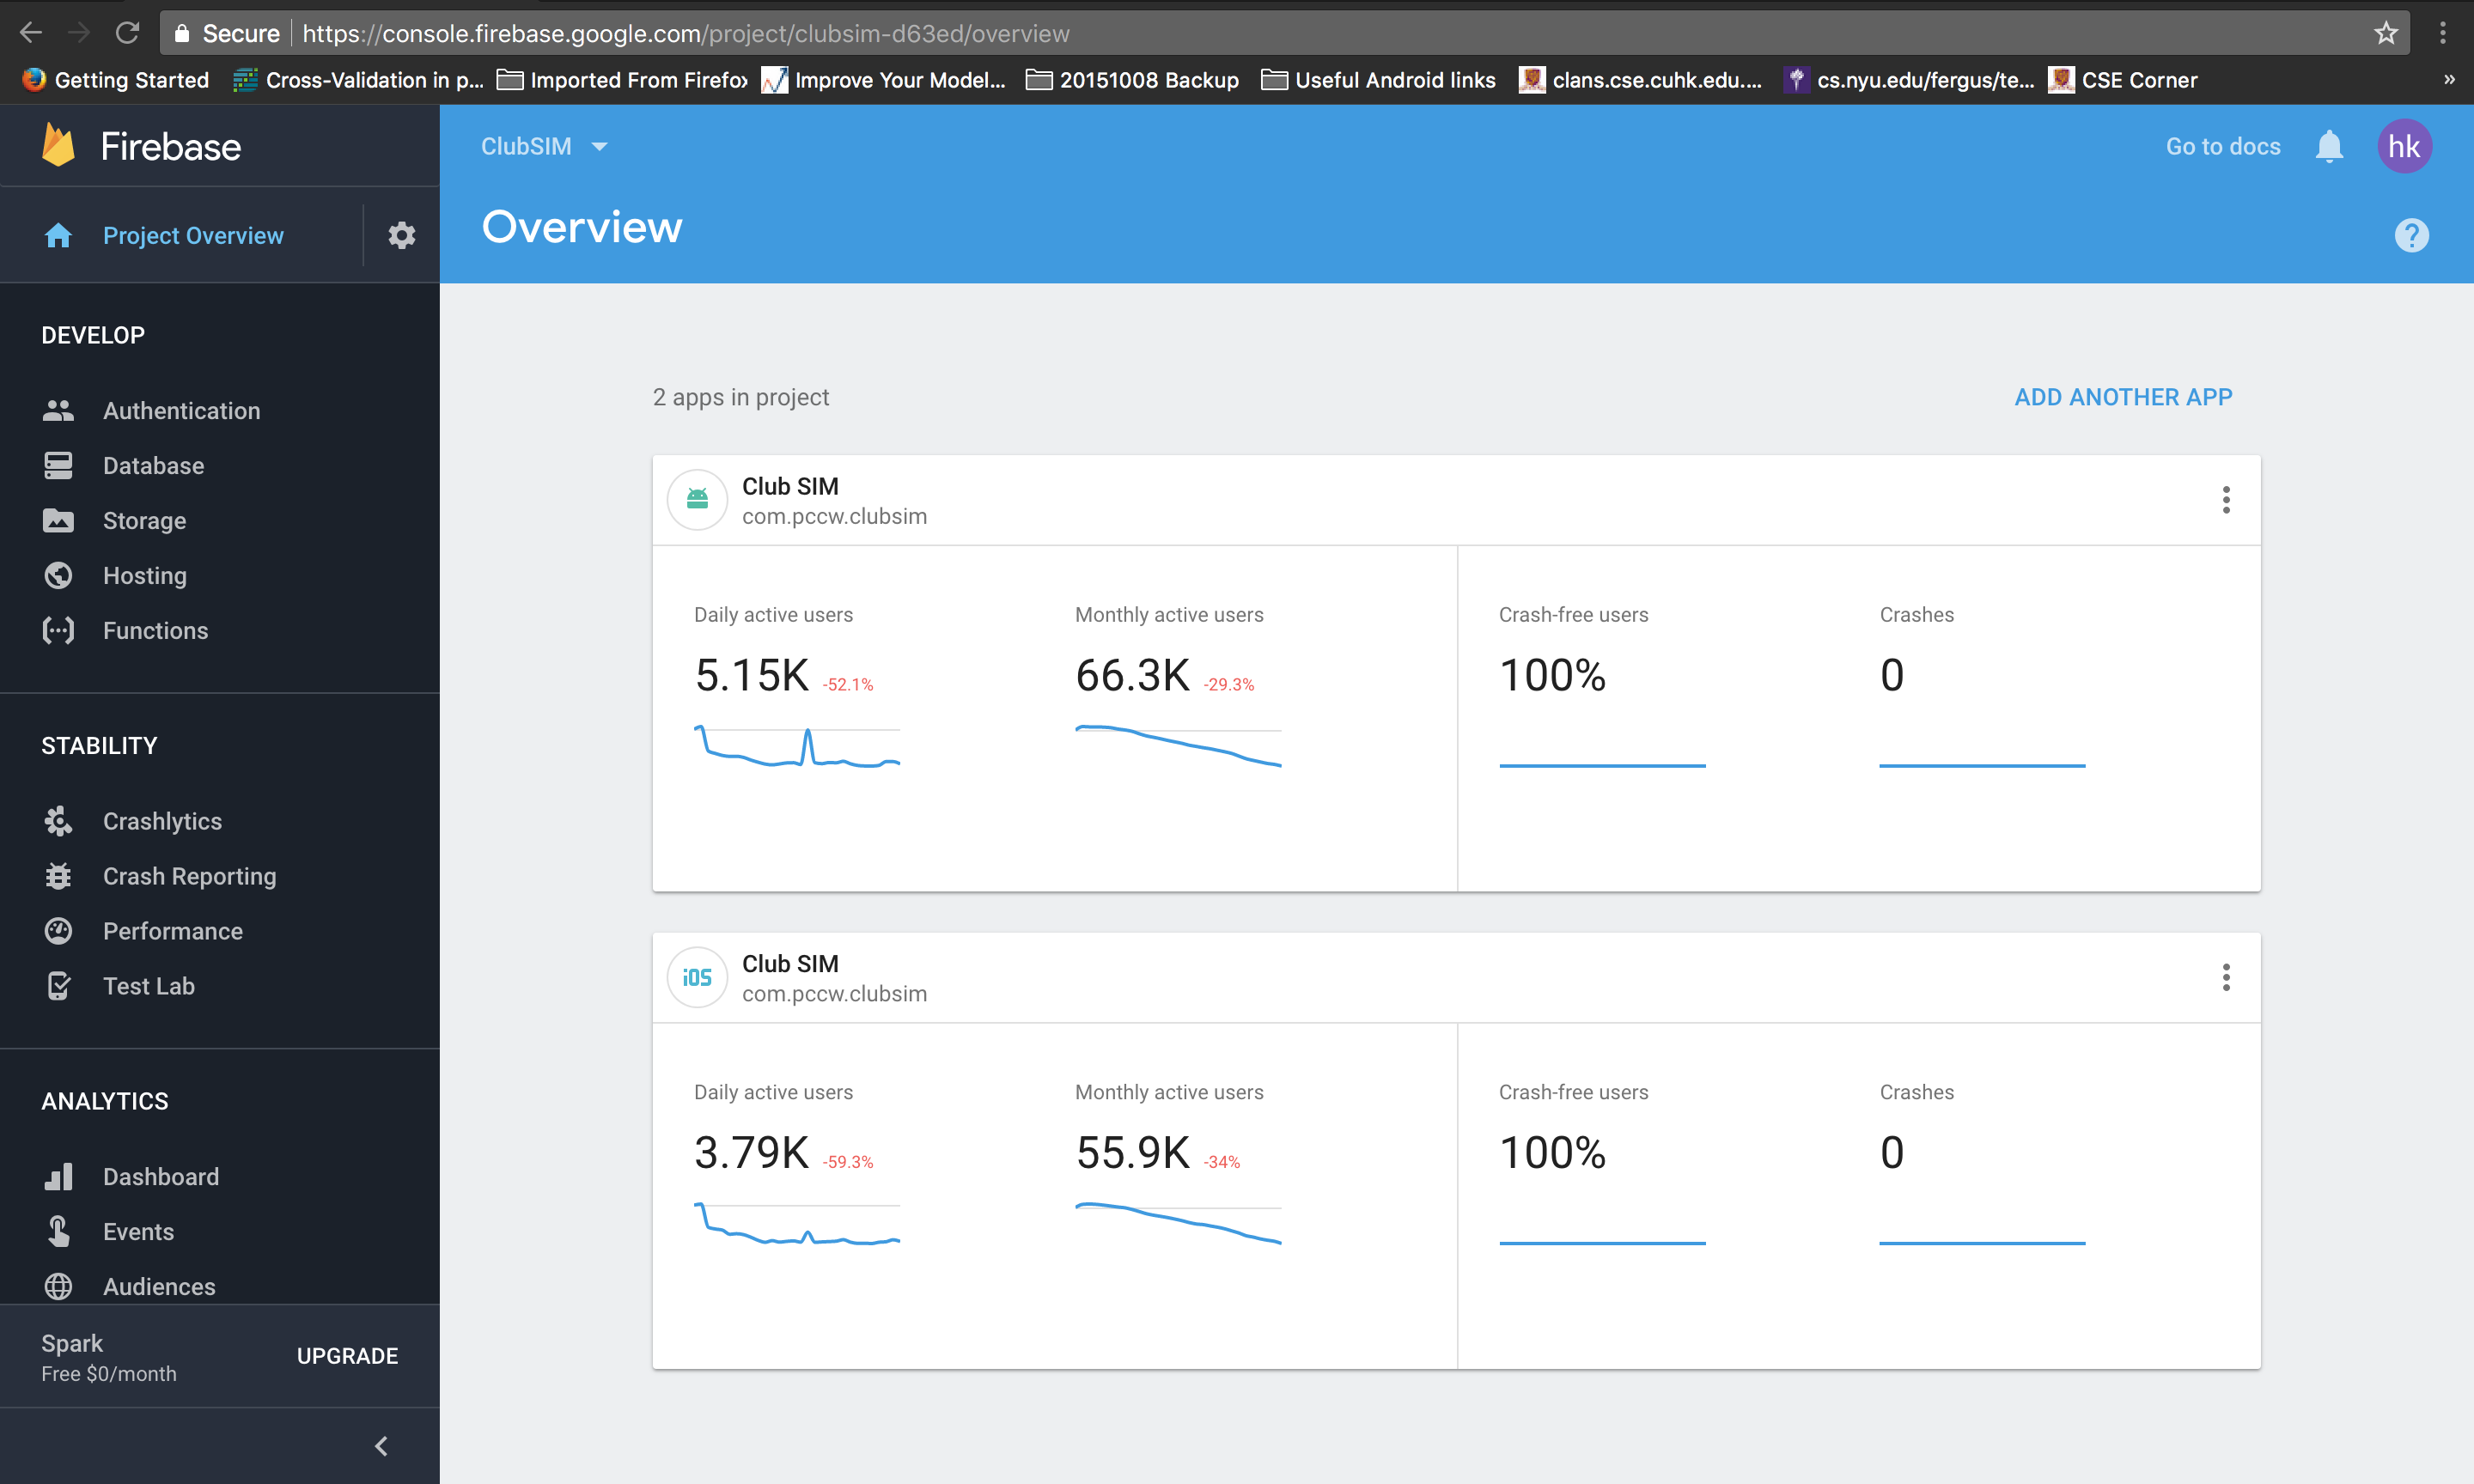 Secure https://console.firebase.google.com/project/clubsim-d63ed/overview
Getting Started Cross-Validation in p... Imported From Firefox Improve Your Model... 20151008 Backup Useful Android links clans.cse.cuhk.edu.... cs.nyu.edu/fergus/te... CSE Corner »
Firebase
Project Overview
DEVELOP
Authentication
Database
Storage
Hosting
Functions
STABILITY
Crashlytics
Crash Reporting
Performance
Test Lab
ANALYTICS
Dashboard
Events
Audiences
Spark
Free $0/month
UPGRADE
ClubSIM
Go to docs
hk
Overview
?
2 apps in project
ADD ANOTHER APP
Club SIM
com.pccw.clubsim
Daily active users
5.15K -52.1%
Monthly active users
66.3K -29.3%
Crash-free users
100%
Crashes
0
iOS
Club SIM
com.pccw.clubsim
Daily active users
3.79K -59.3%
Monthly active users
55.9K -34%
Crash-free users
100%
Crashes
0